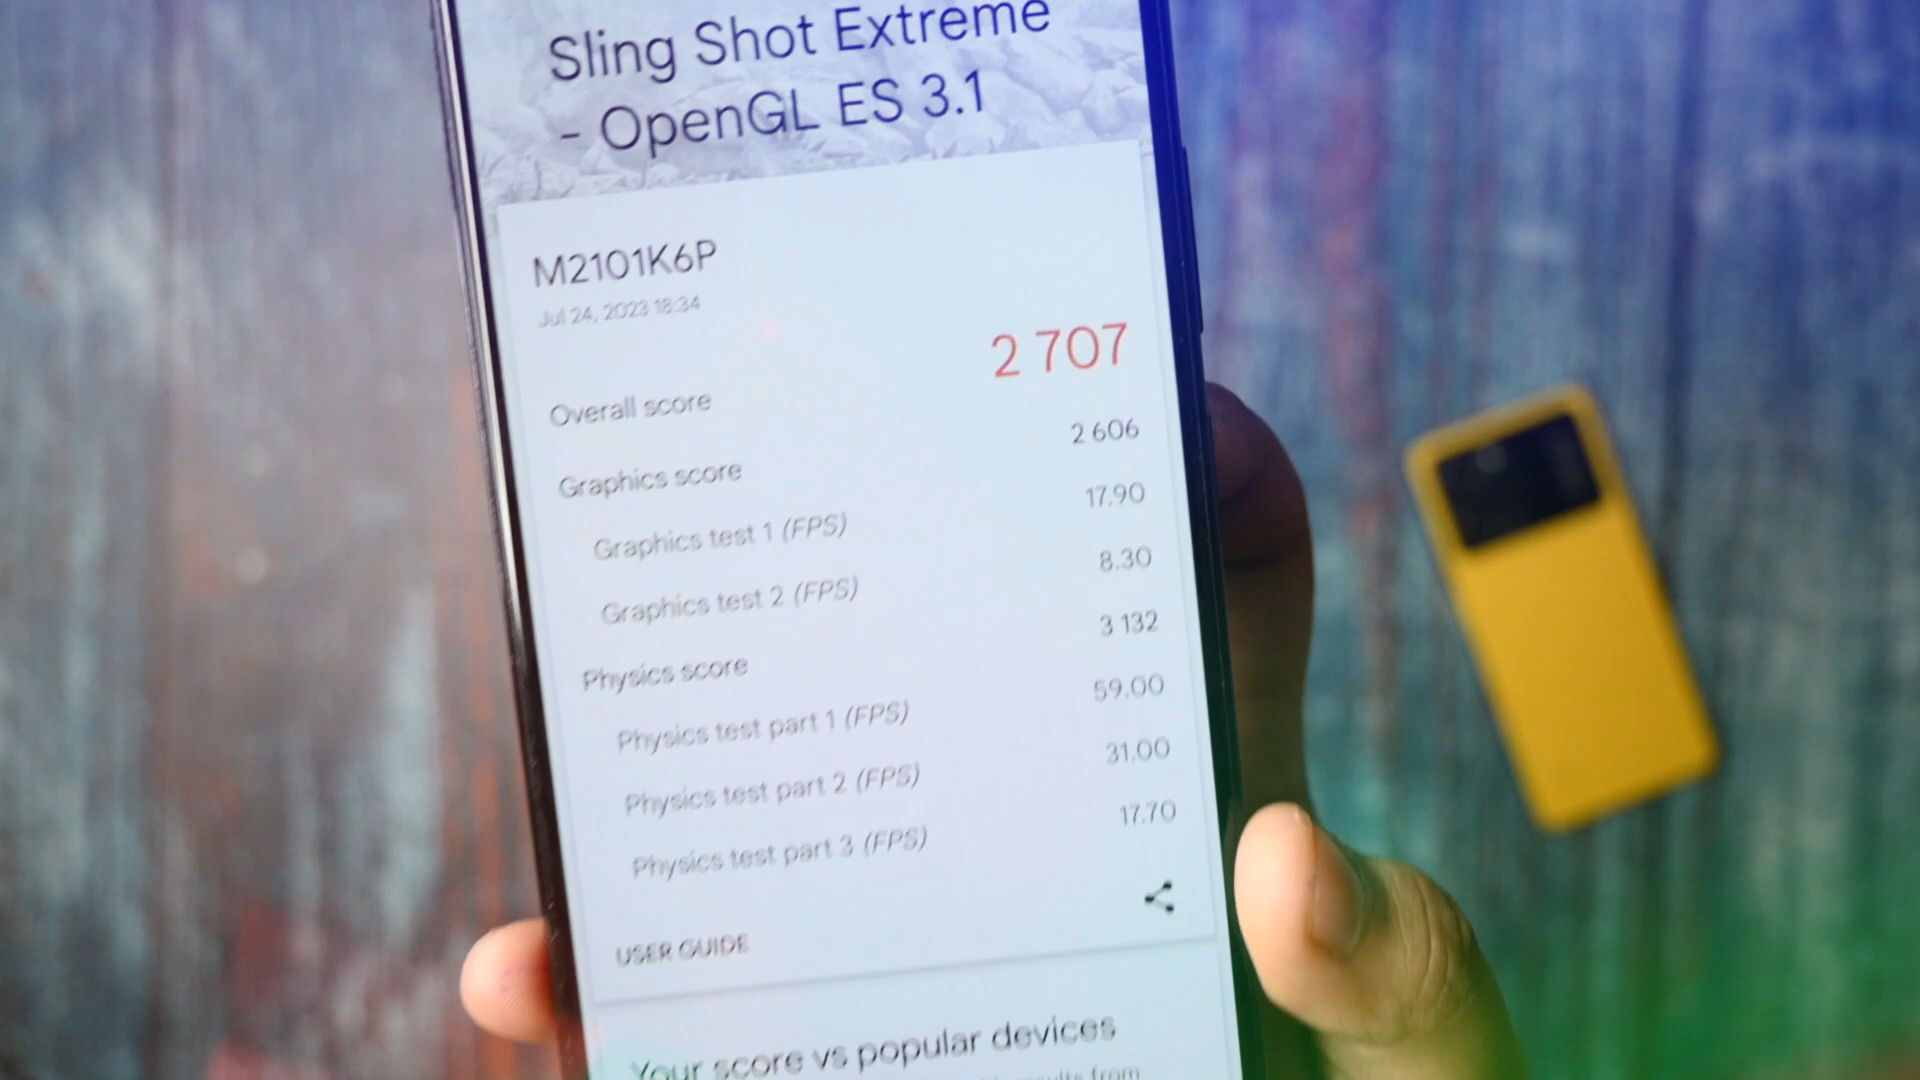 Sling Shot Extreme
- OpenGL ES 3.1
M2101K6P
Jul 24, 2023 18:34
2 707
Overall score
2 606
Graphics score
17.90
Graphics test 1 (FPS)
8.30
Graphics test 2 (FPS)
3 132
Physics score
59.00
Physics test part 1 (FPS)
31.00
Physics test part 2 (FPS)
17.70
Physics test part 3 (FPS)
USER GUIDE
Your score vs popular devices
results from